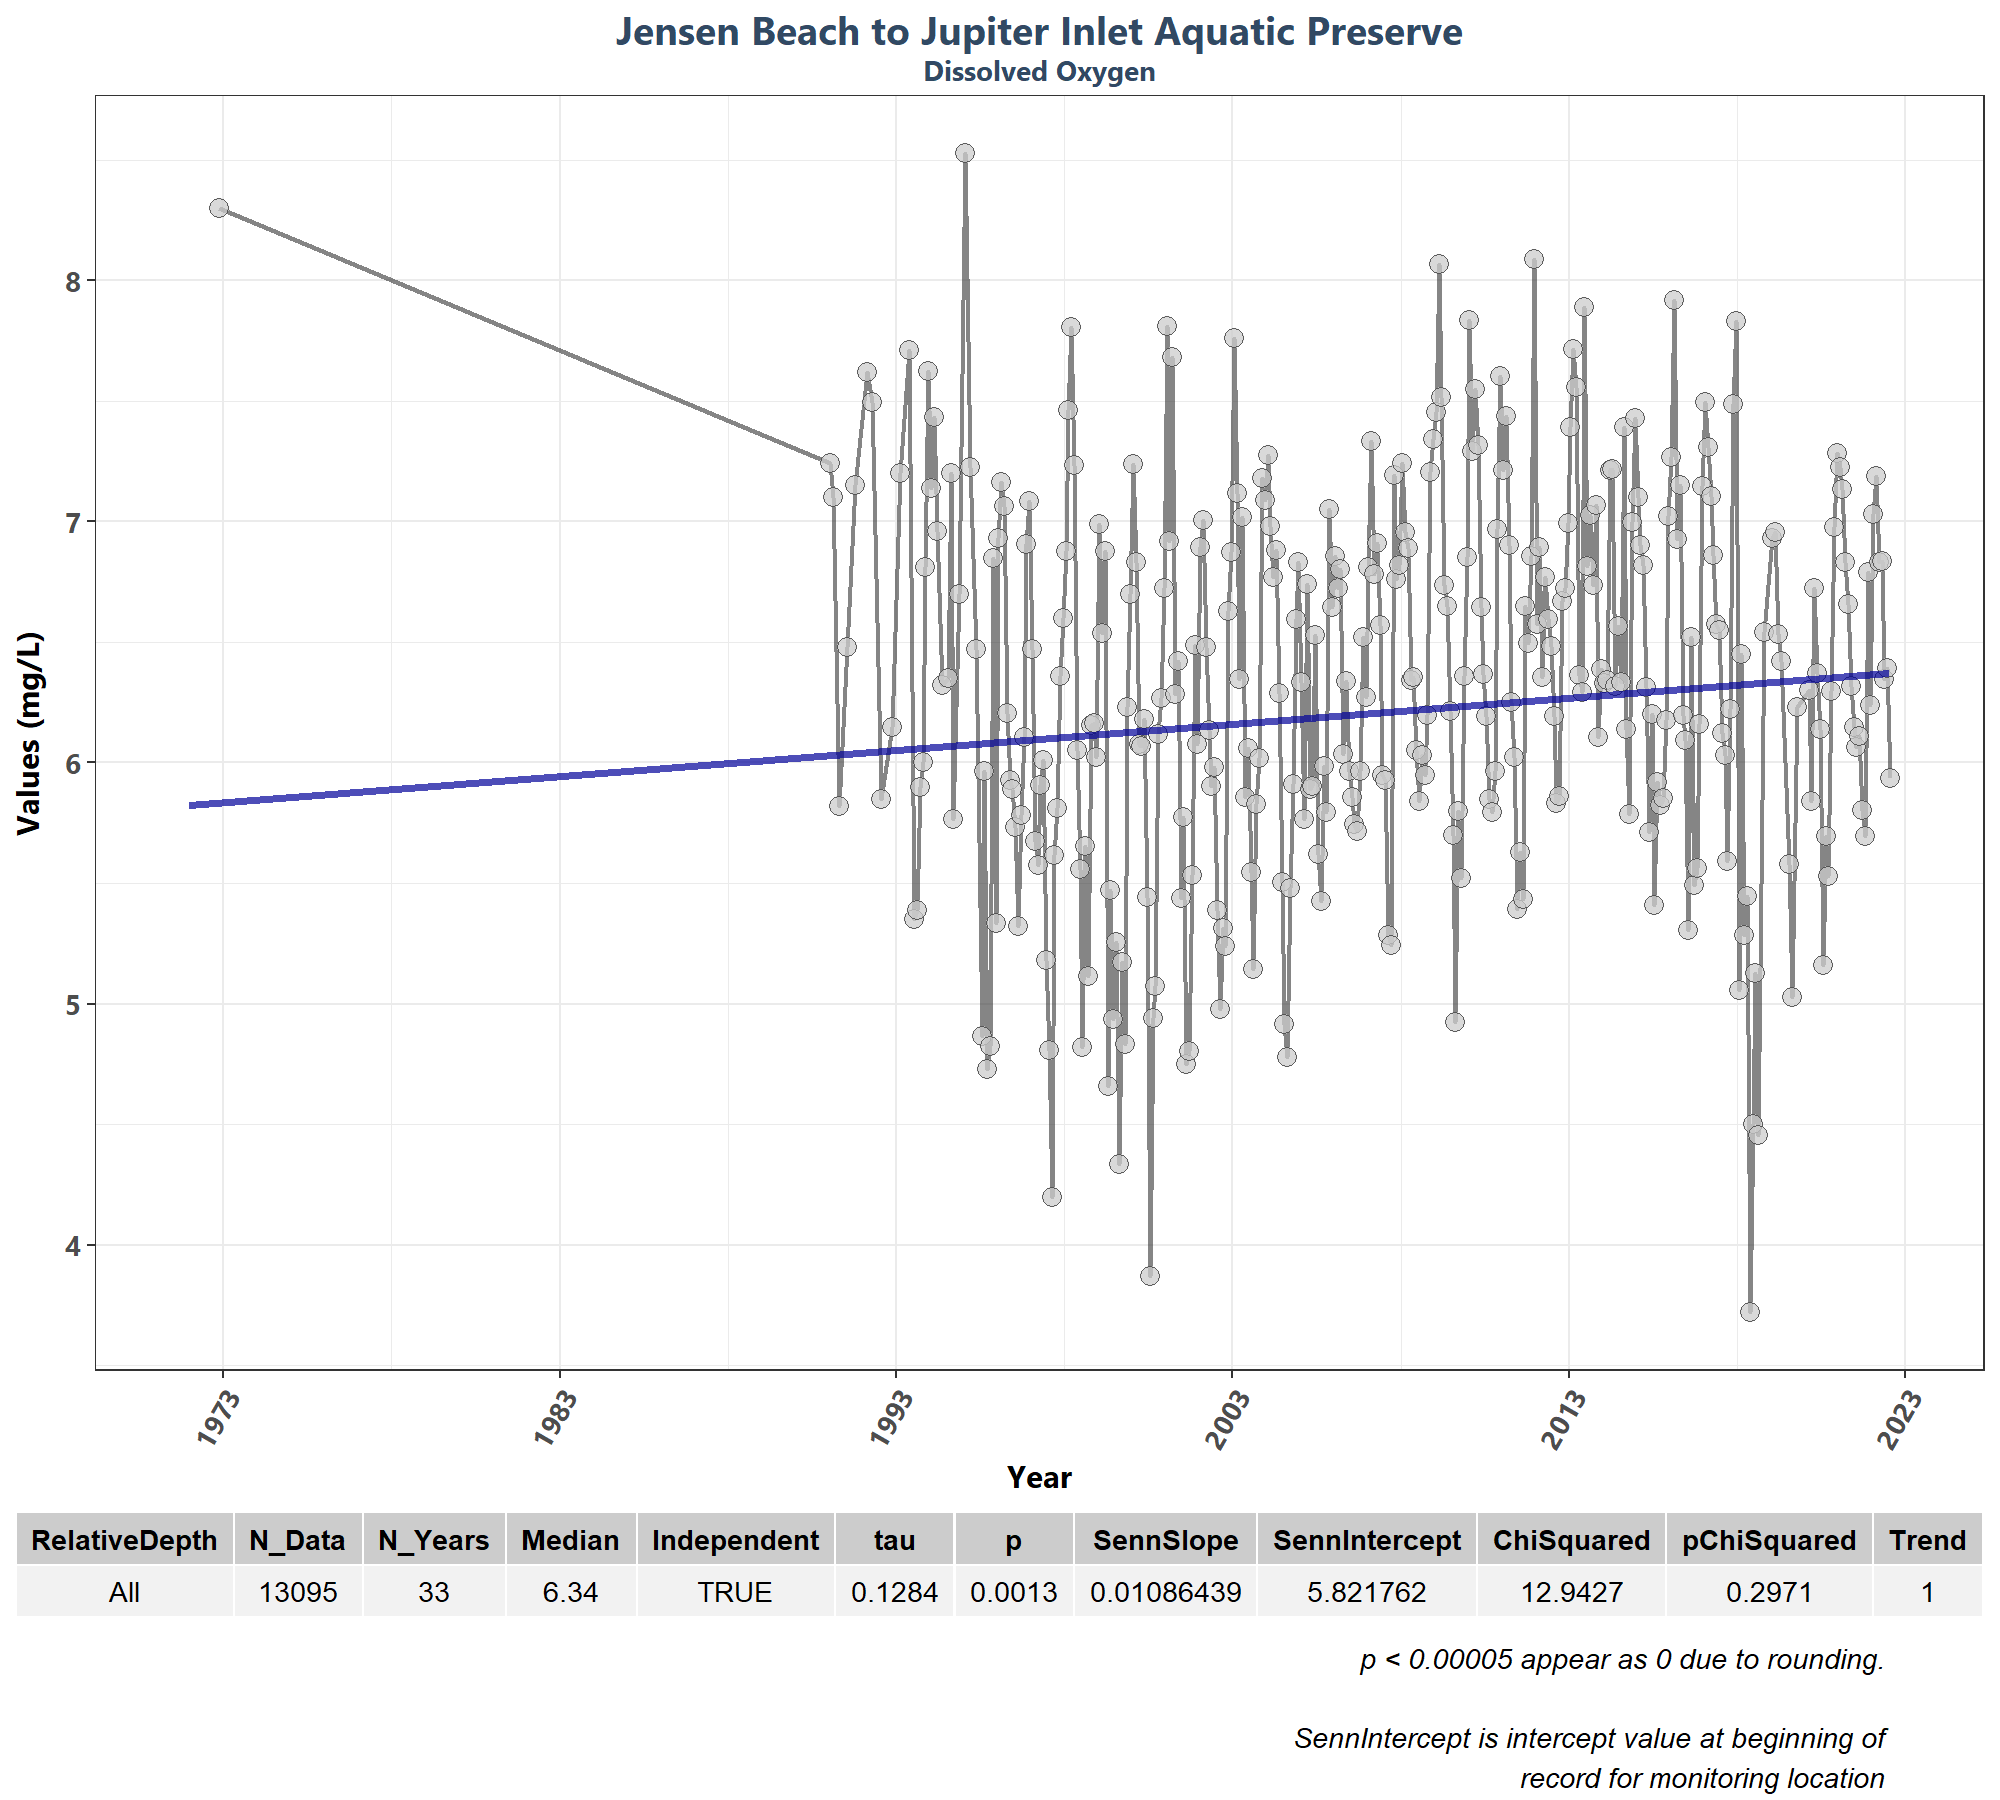 Jensen Beach to Jupiter Inlet Aquatic Preserve
Dissolved Oxygen
Values (mg/L)
8
7
6
5
4
1973 1983 1993 2003 2013 2023
Year
RelativeDepth N_Data N_Years Median Independent tau p SennSlope SennIntercept ChiSquared pChiSquared Trend
All 13095 33 6.34 TRUE 0.1284 0.0013 0.01086439 5.821762 12.9427 0.2971 1
p < 0.00005 appear as 0 due to rounding.
SennIntercept is intercept value at beginning of
record for monitoring location